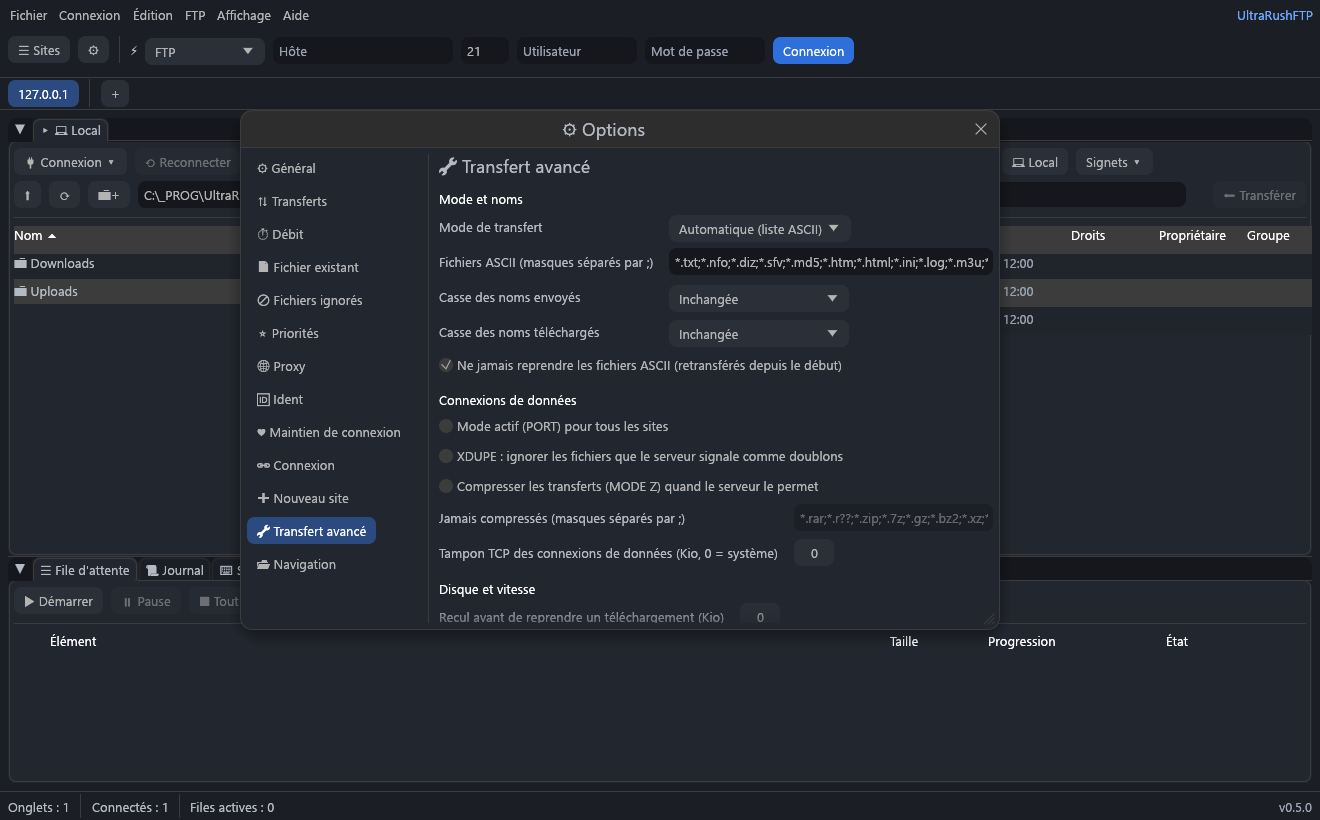 Fichier Connexion Édition FTP Affichage Aide UltraRushFTP
Sites FTP Hôte 21 Utilisateur Mot de passe Connexion
127.0.0.1 +
Local
Options
Connexion Reconnecter
Local Signets
C:\_PROG\UltraR
Transférer
Nom Droits Propriétaire Groupe
Downloads 12:00
Uploads 12:00
12:00
Général
Transferts
Débit
Fichier existant
Fichiers ignorés
Priorités
Proxy
Ident
Maintien de connexion
Connexion
Nouveau site
Transfert avancé
Navigation
Transfert avancé
Mode et noms
Mode de transfert Automatique (liste ASCII)
Fichiers ASCII (masques séparés par ;) *.txt;*.nfo;*.diz;*.sfv;*.md5;*.htm;*.html;*.ini;*.log;*.m3u;*
Casse des noms envoyés Inchangée
Casse des noms téléchargés Inchangée
Ne jamais reprendre les fichiers ASCII (retransférés depuis le début)
Connexions de données
Mode actif (PORT) pour tous les sites
XDUPE : ignorer les fichiers que le serveur signale comme doublons
Compresser les transferts (MODE Z) quand le serveur le permet
Jamais compressés (masques séparés par ;) *.rar;*.r??;*.zip;*.7z;*.gz;*.bz2;*.xz;*
Tampon TCP des connexions de données (Kio, 0 = système) 0
Disque et vitesse
Recul avant de reprendre un téléchargement (Kio) 0
File d'attente Journal S
Démarrer Pause Tout
Élément Taille Progression État
Onglets : 1 Connectés : 1 Files actives : 0 v0.5.0